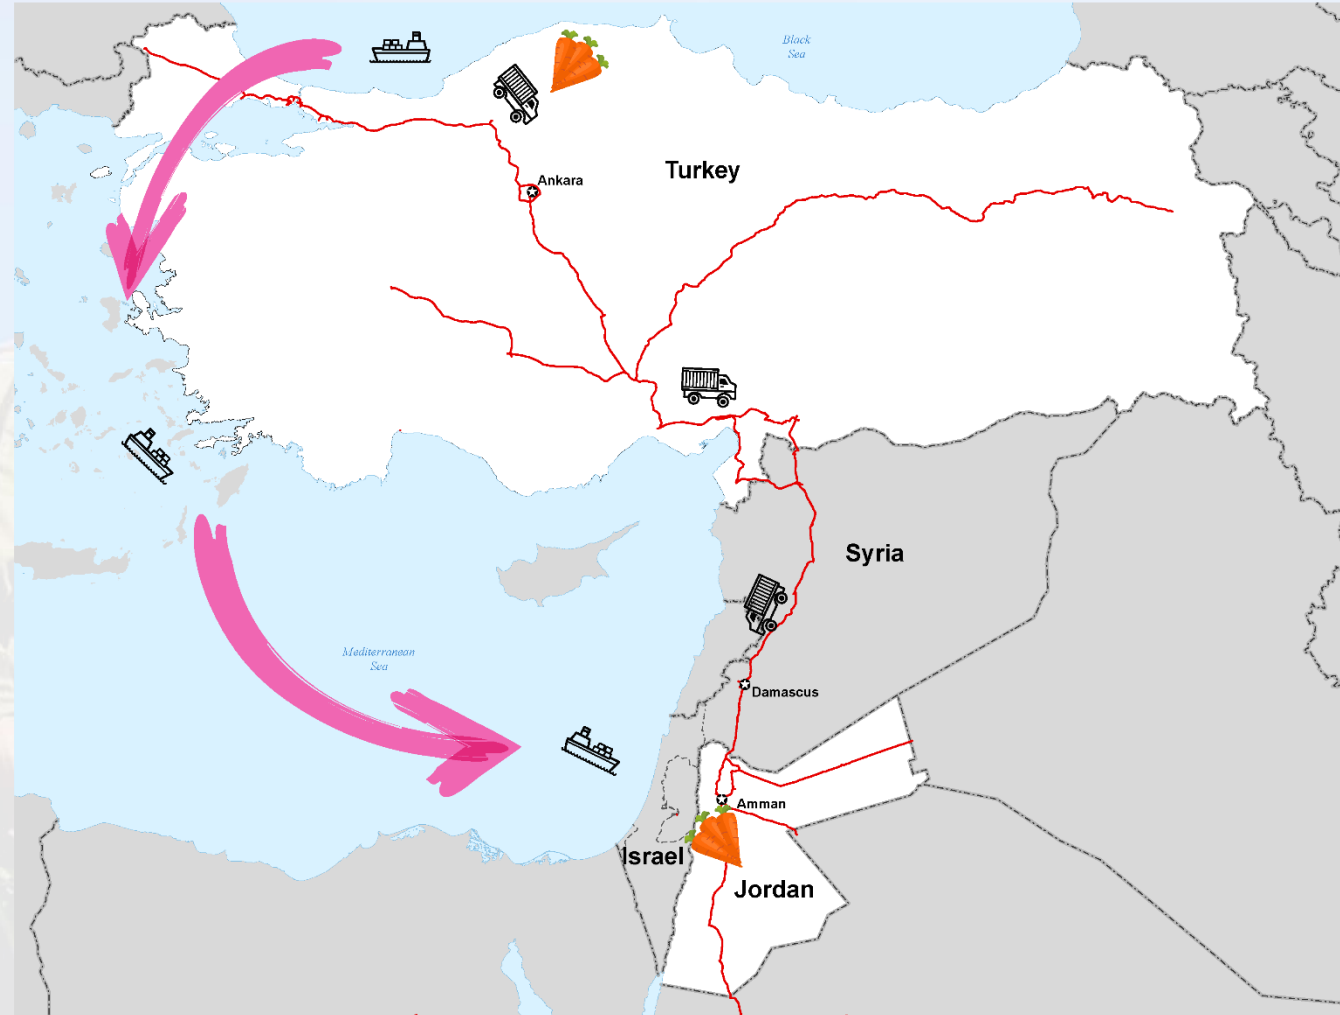 Black
Sea
Turkey
Ankara
Syria
Mediterranean
Sea
Damascus
Amman
Israel
Jordan